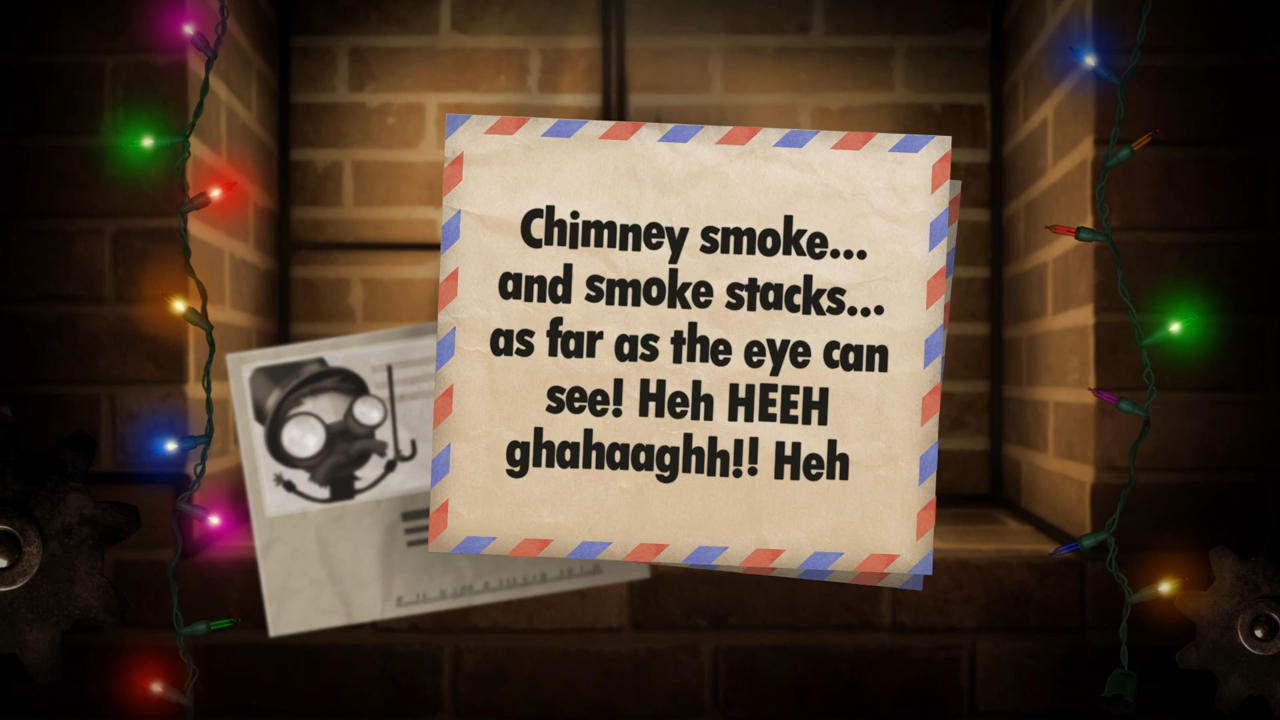 Chimney smoke...
and smoke stacks...
as far as the eye can
see! Heh HEEH
ghahaaghh!! Heh